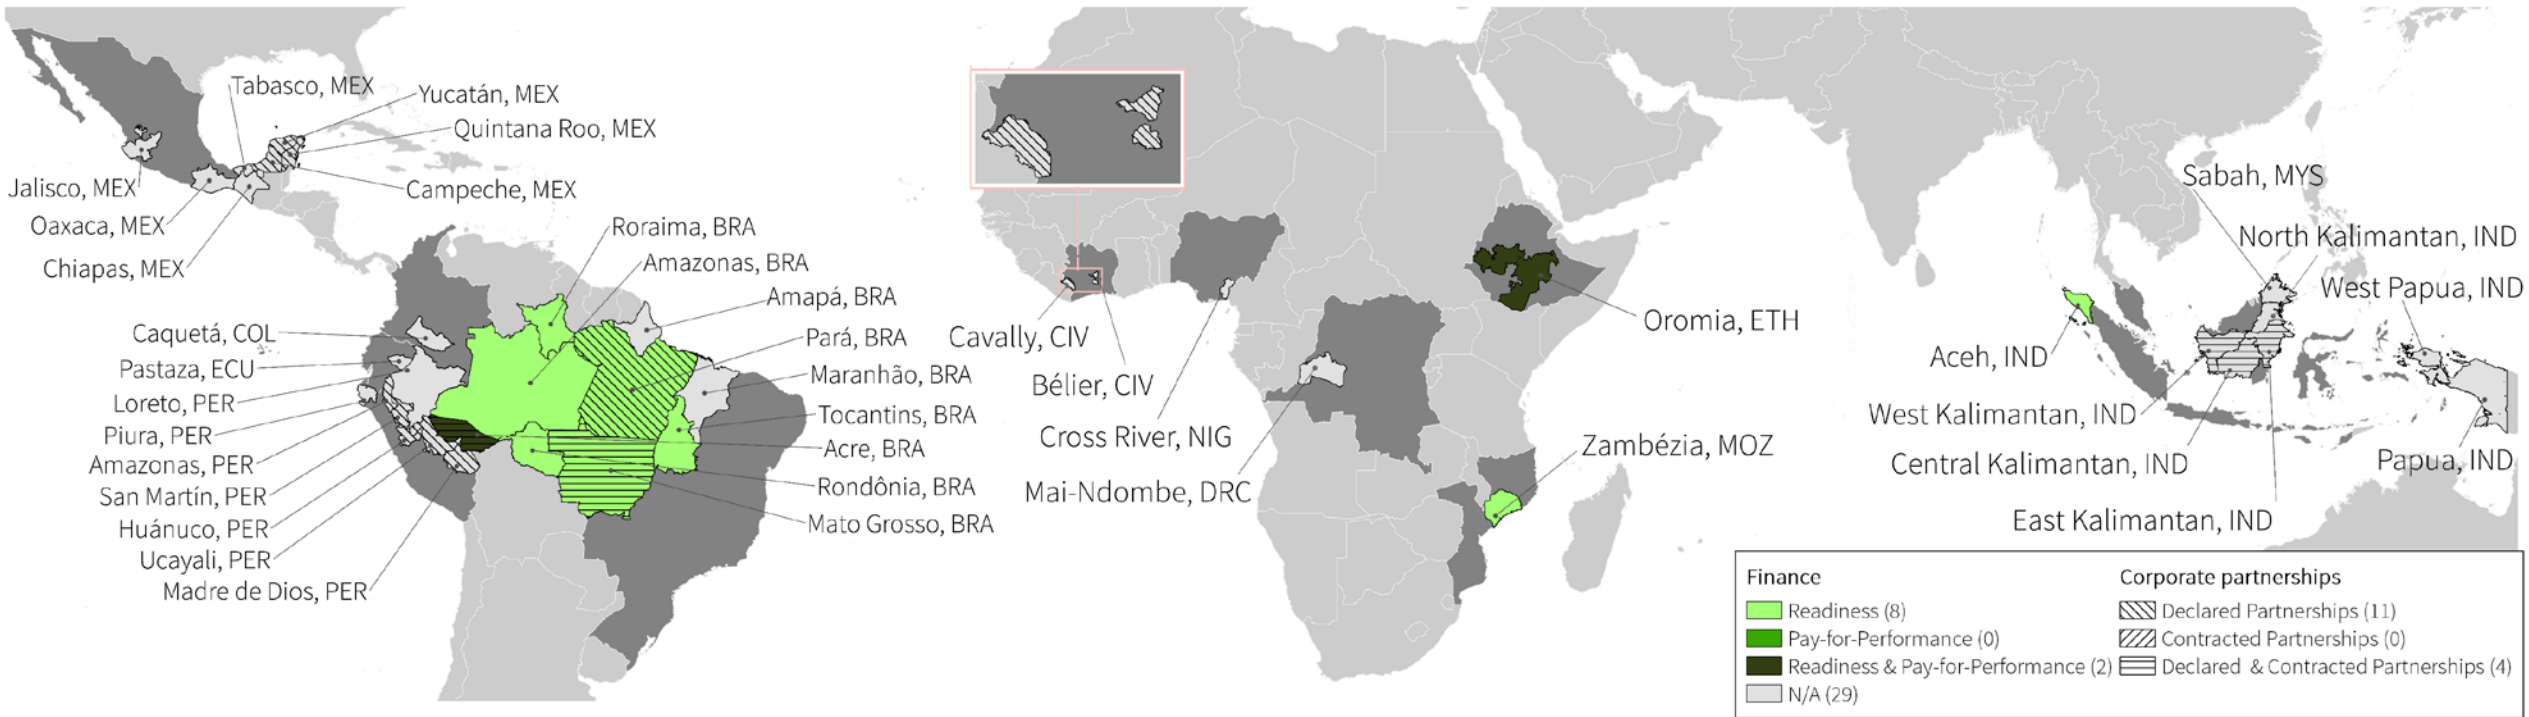 Tabasco, MEX
Yucatán, MEX
Quintana Roo, MEX
Campeche, MEX
Jalisco, MEX
Oaxaca, MEX
Chiapas, MEX
Roraima, BRA
Amazonas, BRA
Amapá, BRA
Pará, BRA
Maranhão, BRA
Tocantins, BRA
Acre, BRA
Rondônia, BRA
Mato Grosso, BRA
Caquetá, COL
Pastaza, ECU
Loreto, PER
Piura, PER
Amazonas, PER
San Martín, PER
Huánuco, PER
Ucayali, PER
Madre de Dios, PER
Cavally, CIV
Bélier, CIV
Cross River, NIG
Mai-Ndombe, DRC
Oromia, ETH
Zambézia, MOZ
Sabah, MYS
North Kalimantan, IND
West Papua, IND
Aceh, IND
West Kalimantan, IND
Central Kalimantan, IND
Papua, IND
East Kalimantan, IND
Finance
Readiness (8)
Pay-for-Performance (0)
Readiness & Pay-for-Performance (2)
N/A (29)
Corporate partnerships
Declared Partnerships (11)
Contracted Partnerships (0)
Declared & Contracted Partnerships (4)